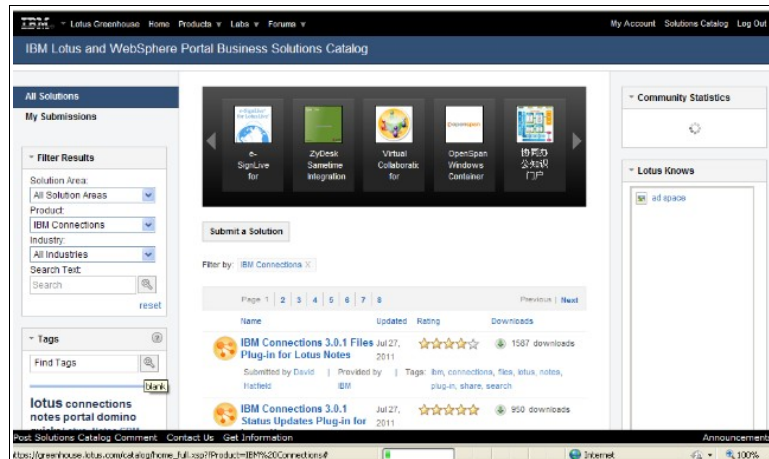 IBM Lotus Greenhouse Home Products Labs Forums My Account Solutions Catalog Log Out
IBM Lotus and WebSphere Portal Business Solutions Catalog
All Solutions
My Submissions
Filter Results
Solution Area:
All Solution Areas
Product:
IBM Connections
Industry:
All Industries
Search Text:
Search
reset
Tags
Find Tags
blank
lotus connections
notes portal domino
e-SignLive for
ZyDesk Sametime Integration
Virtual Collaboratik for
OpenSpan Windows Container
协同办公知识门户
Submit a Solution
Filter by: IBM Connections X
Page 1 2 3 4 5 6 7 8 Previous | Next
Name Updated Rating Downloads
IBM Connections 3.0.1 Files Plug-in for Lotus Notes Jul 27, 2011 1587 downloads
Submitted by David Hatfield | Provided by IBM | Tags: ibm, connections, files, lotus, notes, plug-in, share, search
IBM Connections 3.0.1 Status Updates Plug-in for Jul 27, 2011 950 downloads
Community Statistics
Lotus Knows
ad space
Post Solutions Catalog Comment Contact Us Get Information Announcement
ttps://greenhouse.lotus.com/catalog/home_full.xsp?fProduct=IBM%20Connections# Internet 100%